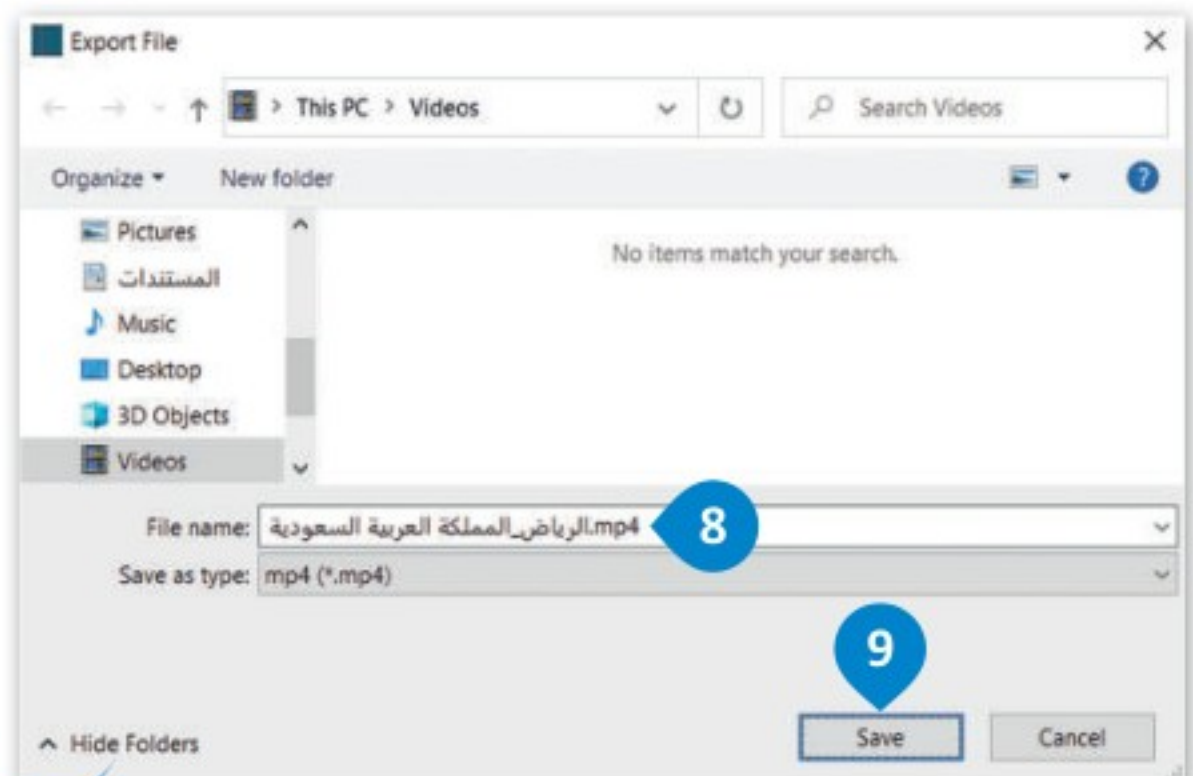 Export File
This PC > Videos
Search Videos
Organize
New folder
Pictures
المستندات
Music
Desktop
3D Objects
Videos
No items match your search.
File name: الرياض_المملكة العربية السعودية.mp4
8
Save as type: mp4 (*.mp4)
9
Hide Folders
Save
Cancel